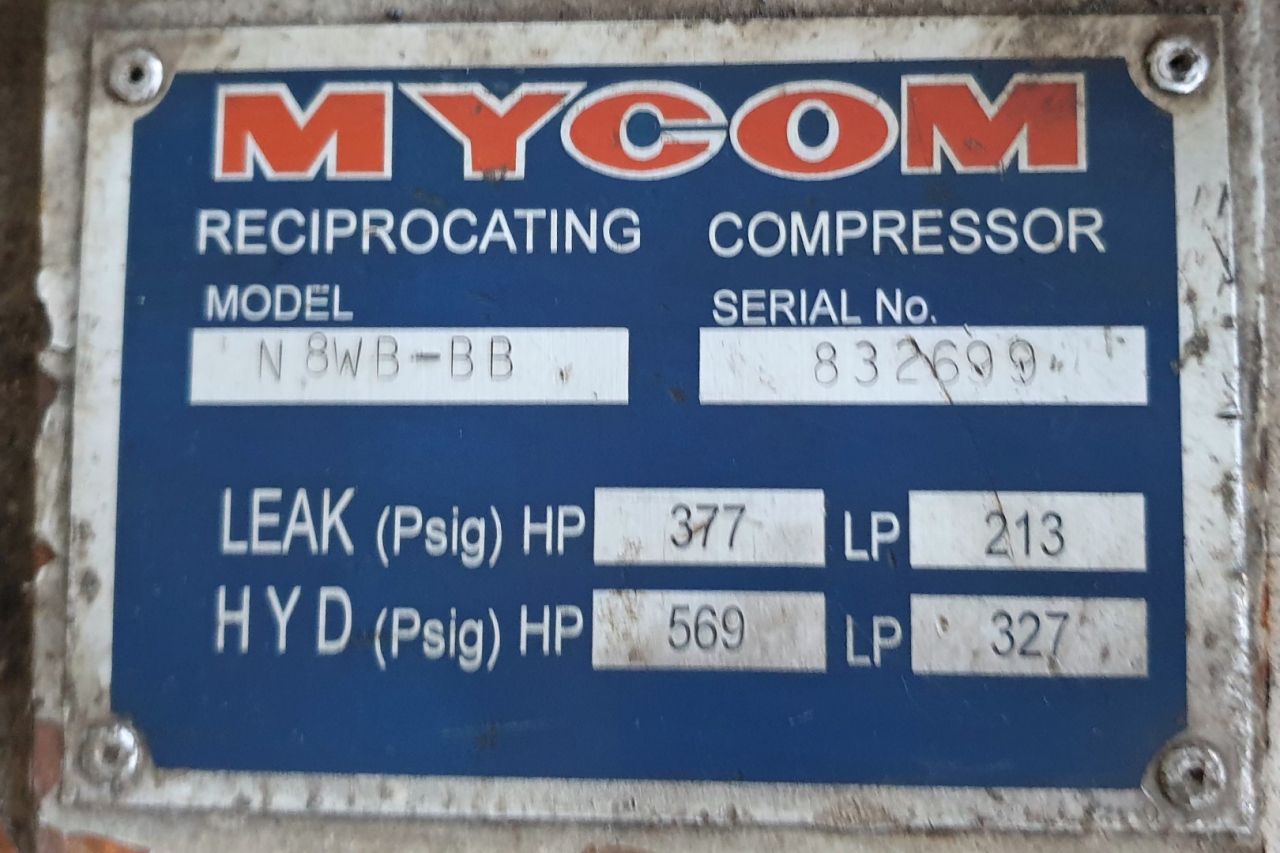 MYCOM
RECIPROCATING COMPRESSOR
MODEL SERIAL No.
N8WB-BB 832699
LEAK (Psig) HP 377 LP 213
HYD (Psig) HP 569 LP 327